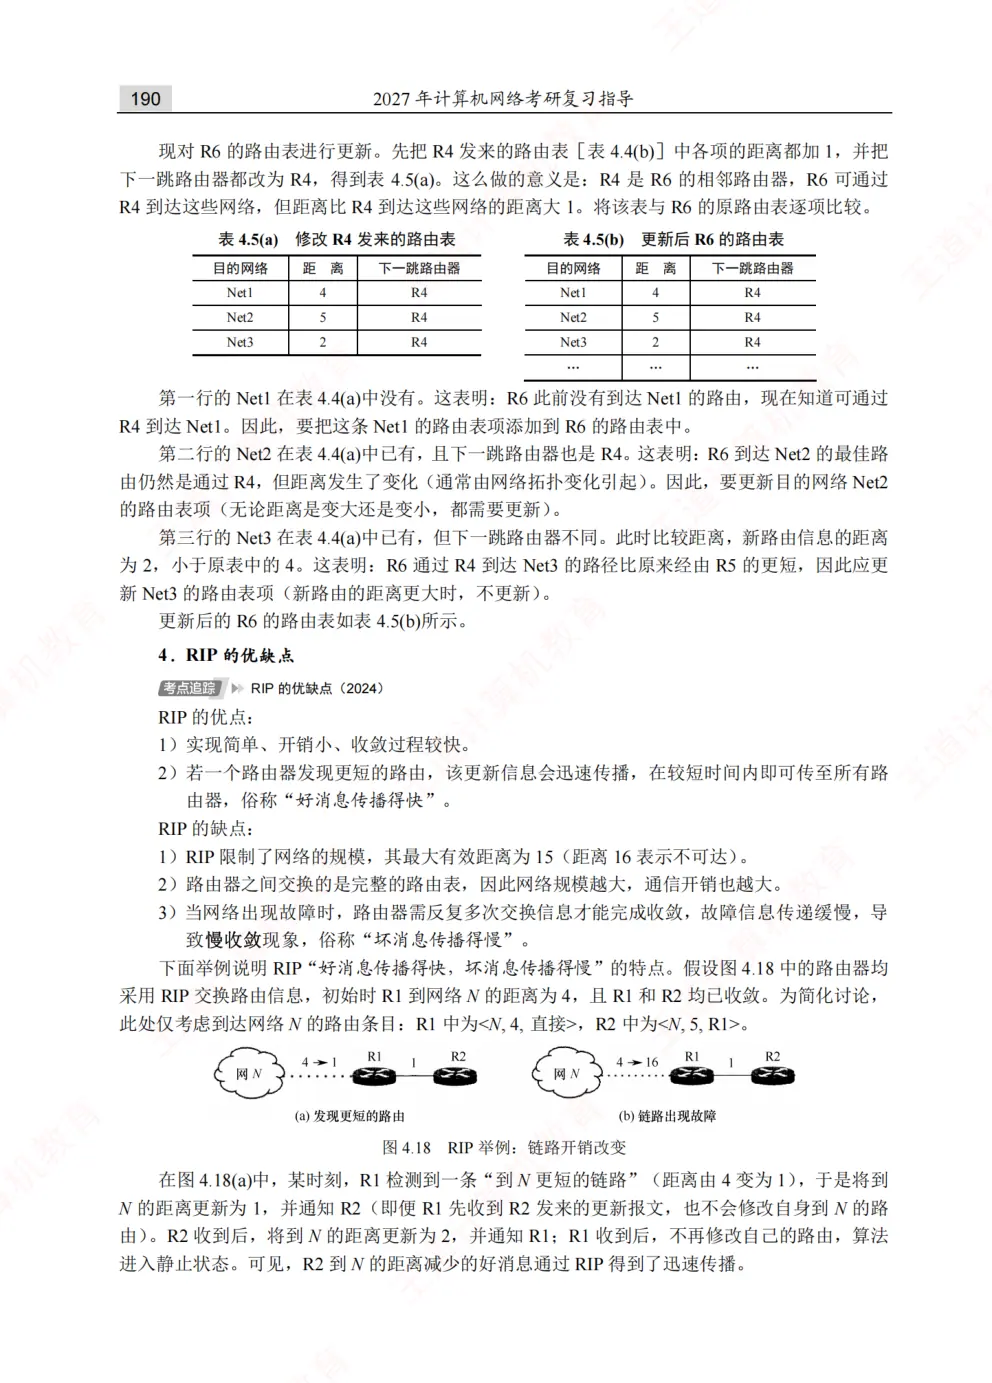 190
2027 年计算机网络考研复习指导
现对 R6 的路由表进行更新。先把 R4 发来的路由表［表 4.4(b)］中各项的距离都加 1，并把
下一跳路由器都改为 R4，得到表 4.5(a)。这么做的意义是：R4 是 R6 的相邻路由器，R6 可通过
R4 到达这些网络，但距离比 R4 到达这些网络的距离大 1。将该表与 R6 的原路由表逐项比较。
表 4.5(a) 修改 R4 发来的路由表
目的网络 距 离 下一跳路由器
Net1 4 R4
Net2 5 R4
Net3 2 R4
表 4.5(b) 更新后 R6 的路由表
目的网络 距 离 下一跳路由器
Net1 4 R4
Net2 5 R4
Net3 2 R4
… … …
第一行的 Net1 在表 4.4(a)中没有。这表明：R6 此前没有到达 Net1 的路由，现在知道可通过
R4 到达 Net1。因此，要把这条 Net1 的路由表项添加到 R6 的路由表中。
第二行的 Net2 在表 4.4(a)中已有，且下一跳路由器也是 R4。这表明：R6 到达 Net2 的最佳路
由仍然是通过 R4，但距离发生了变化（通常由网络拓扑变化引起）。因此，要更新目的网络 Net2
的路由表项（无论距离是变大还是变小，都需要更新）。
第三行的 Net3 在表 4.4(a)中已有，但下一跳路由器不同。此时比较距离，新路由信息的距离
为 2，小于原表中的 4。这表明：R6 通过 R4 到达 Net3 的路径比原来经由 R5 的更短，因此应更
新 Net3 的路由表项（新路由的距离更大时，不更新）。
更新后的 R6 的路由表如表 4.5(b)所示。
4．RIP 的优缺点
考点追踪 RIP 的优缺点（2024）
RIP 的优点：
1）实现简单、开销小、收敛过程较快。
2）若一个路由器发现更短的路由，该更新信息会迅速传播，在较短时间内即可传至所有路
由器，俗称“好消息传播得快”。
RIP 的缺点：
1）RIP 限制了网络的规模，其最大有效距离为 15（距离 16 表示不可达）。
2）路由器之间交换的是完整的路由表，因此网络规模越大，通信开销也越大。
3）当网络出现故障时，路由器需反复多次交换信息才能完成收敛，故障信息传递缓慢，导
致慢收敛现象，俗称“坏消息传播得慢”。
下面举例说明 RIP“好消息传播得快，坏消息传播得慢”的特点。假设图 4.18 中的路由器均
采用 RIP 交换路由信息，初始时 R1 到网络 N 的距离为 4，且 R1 和 R2 均已收敛。为简化讨论，
此处仅考虑到达网络 N 的路由条目：R1 中为<N, 4, 直接>，R2 中为<N, 5, R1>。
网 N 4→1 R1 1 R2
(a) 发现更短的路由
网 N 4→16 R1 1 R2
(b) 链路出现故障
图 4.18 RIP 举例：链路开销改变
在图 4.18(a)中，某时刻，R1 检测到一条“到 N 更短的链路”（距离由 4 变为 1），于是将到
N 的距离更新为 1，并通知 R2（即便 R1 先收到 R2 发来的更新报文，也不会修改自身到 N 的路
由）。R2 收到后，将到 N 的距离更新为 2，并通知 R1；R1 收到后，不再修改自己的路由，算法
进入静止状态。可见，R2 到 N 的距离减少的好消息通过 RIP 得到了迅速传播。